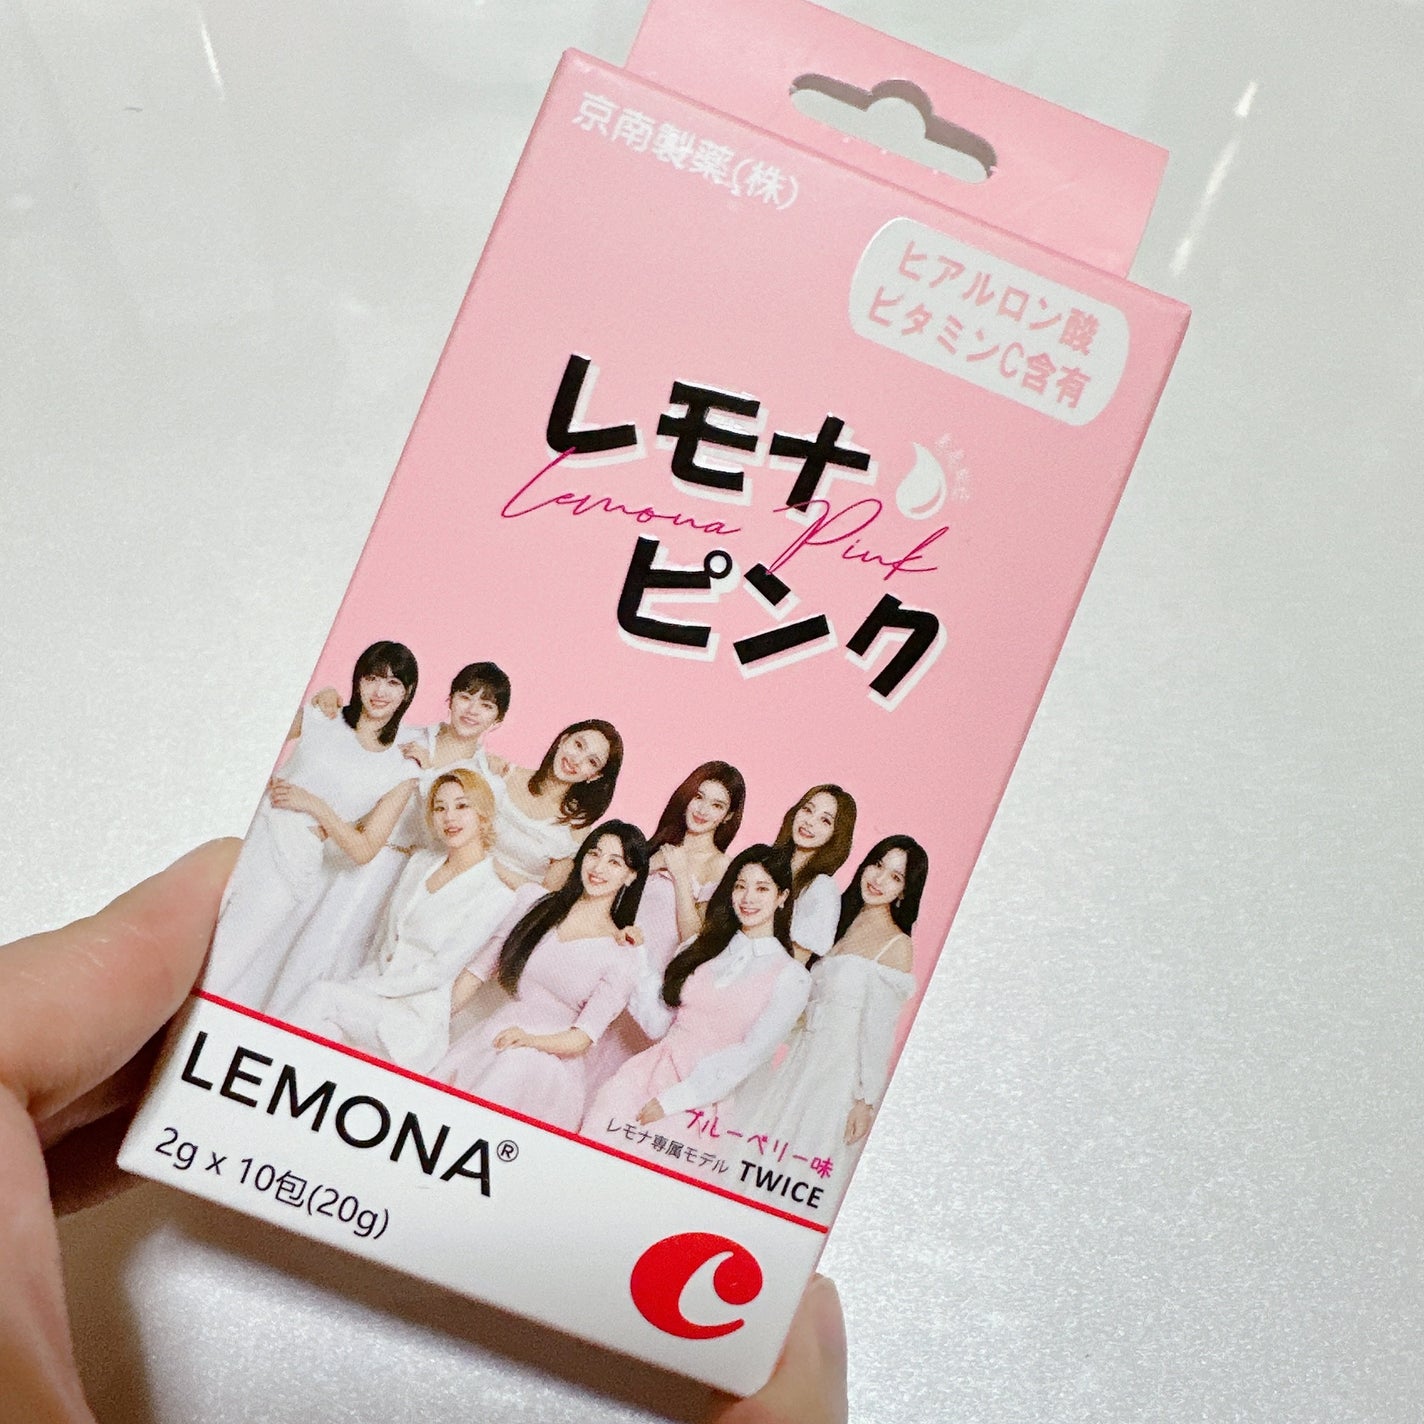 京南製薬(株)
ヒアルロン酸
ビタミンC含有
レモナ
Lemona Pink
ピンク
ブルーベリー味
レモナ専属モデル TWICE
LEMONA®
2g x 10包(20g)